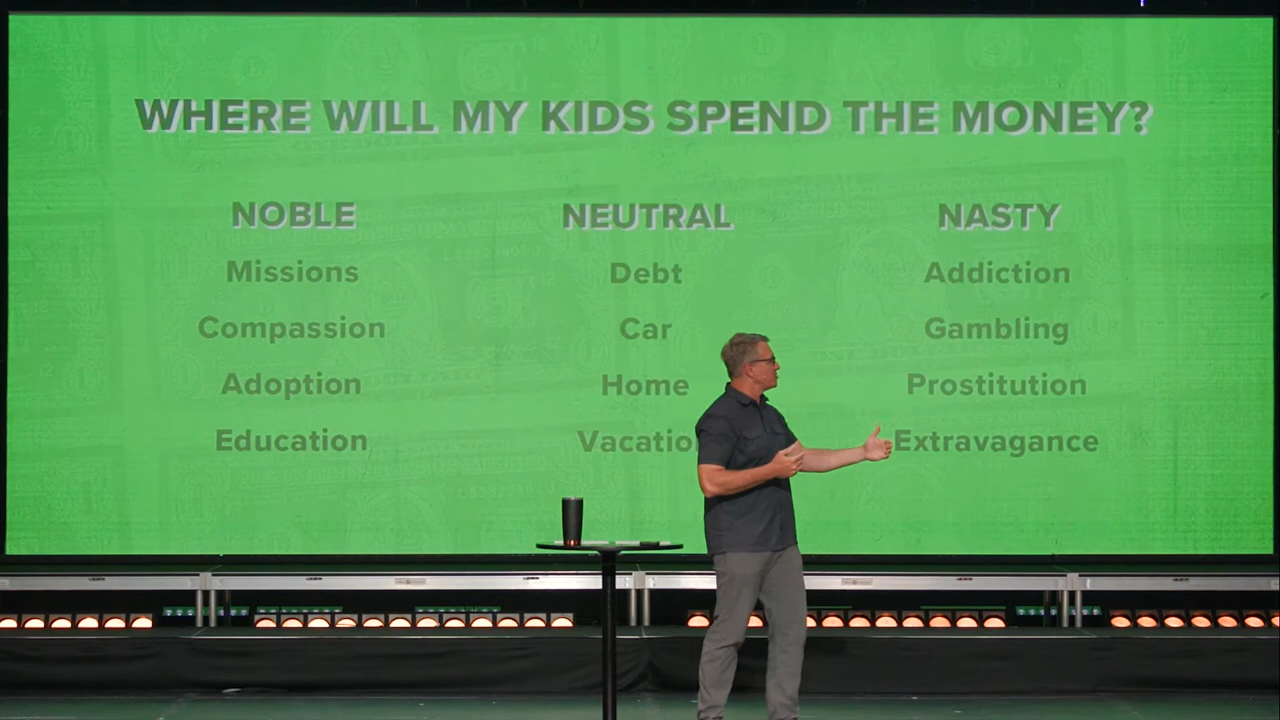 WHERE WILL MY KIDS SPEND THE MONEY?
NOBLE NEUTRAL NASTY
Missions Debt Addiction
Compassion Car Gambling
Adoption Home Prostitution
Education Vacatio Extravagance